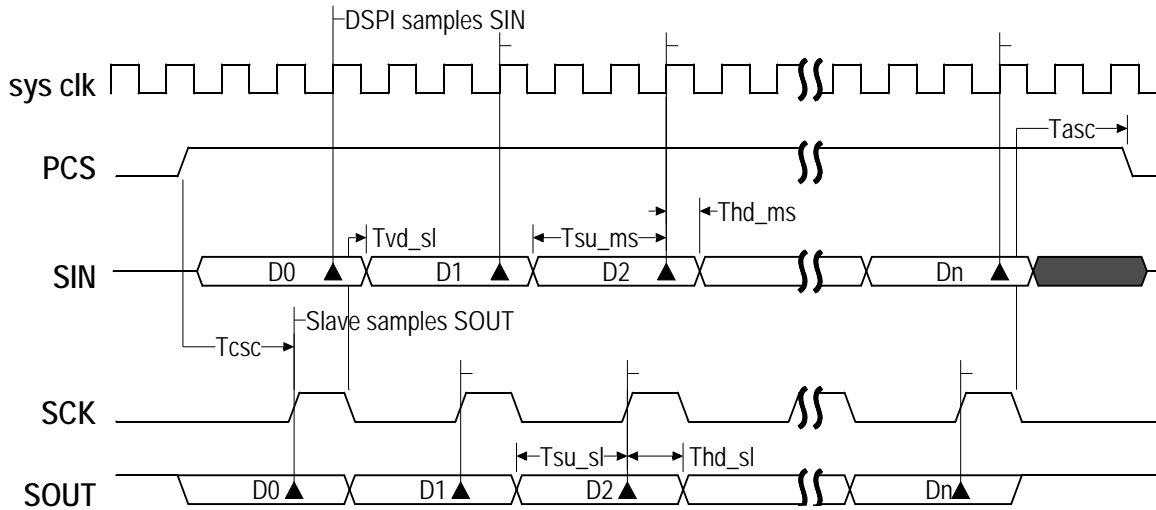 DSPI samples SIN
sys clk
Tasc
PCS
Thd_ms
Tvd_sl
Tsu_ms
SIN
D0
D1
D2
Dn
Slave samples SOUT
Tcsc
SCK
Tsu_sl
Thd_sl
SOUT
D0
D1
D2
Dn